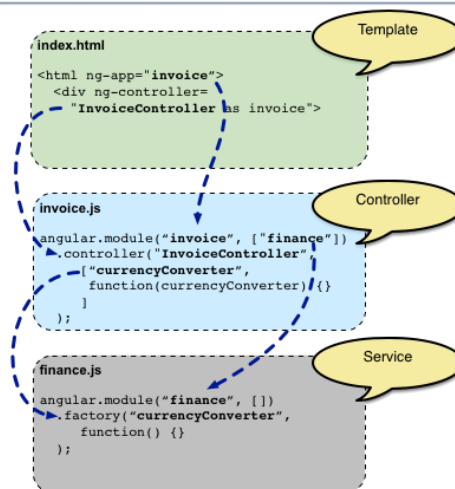 Template
index.html
<html ng-app="invoice">
<div ng-controller=
"InvoiceController as invoice">
Controller
invoice.js
angular.module(“invoice”, ["finance"])
.controller("InvoiceController",
[“currencyConverter”,
function(currencyConverter) {}
]
);
Service
finance.js
angular.module(“finance”, [])
.factory(“currencyConverter”,
function() {}
);